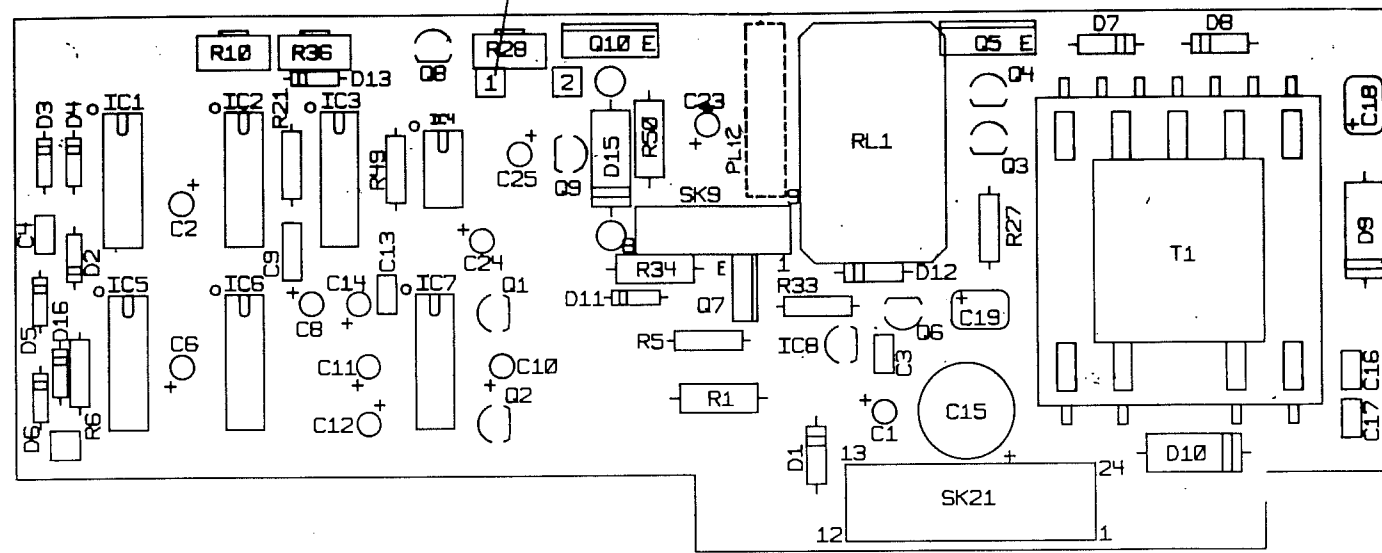 R10
R36
R28
Q10 E
Q5 E
D7
D8
Q8
D13
1
2
Q4
C23
C18
+
D3
D4
IC1
IC2
R21
IC3
IC4
R49
+
C25
Q9
D15
R50
+
PL12
RL1
Q3
C2
+
SK9
R27
T1
D9
C4
D2
C9
C13
+
C24
8
9
R34
E
1
D12
IC5
IC6
C14
IC7
Q1
D11
Q7
R33
+
C19
D5
D16
+
C8
+
Q6
C6
+
R5
IC8
C3
C11
+
C10
+
C16
D6
R6
C12
+
Q2
R1
+
C1
C15
C17
D1
13
+
24
D10
SK21
12
1